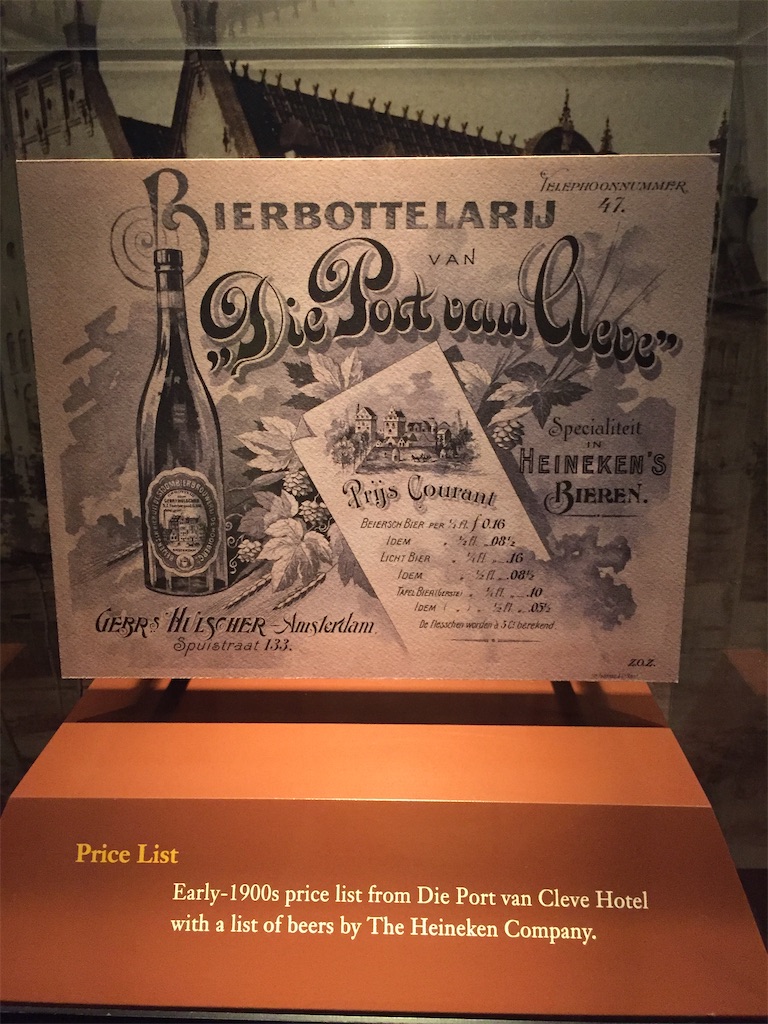 TELEPHOONNUMMER
47.
BIERBOTTELARIJ
VAN
„Die Port van Cleve"
Specialiteit
IN
HEINEKEN'S
BIEREN.
Prijs Courant
BEIERSCH BIER PER ¼ fl. f 0.16
IDEM „ ½ fl. „08½
LICHT BIER „ ¼ fl. „.16
IDEM „ ½ fl. „.08½
TAFEL BIER (GERSTE) „ ¼ fl. „.10
IDEM ( „ ) „ ½ fl. „.05½
De flesschen worden à 5 Ct berekend.
GEBRS HULSCHER - Amsterdam.
Spuistraat 133.
Z.O.Z.
Price List
Early-1900s price list from Die Port van Cleve Hotel
with a list of beers by The Heineken Company.